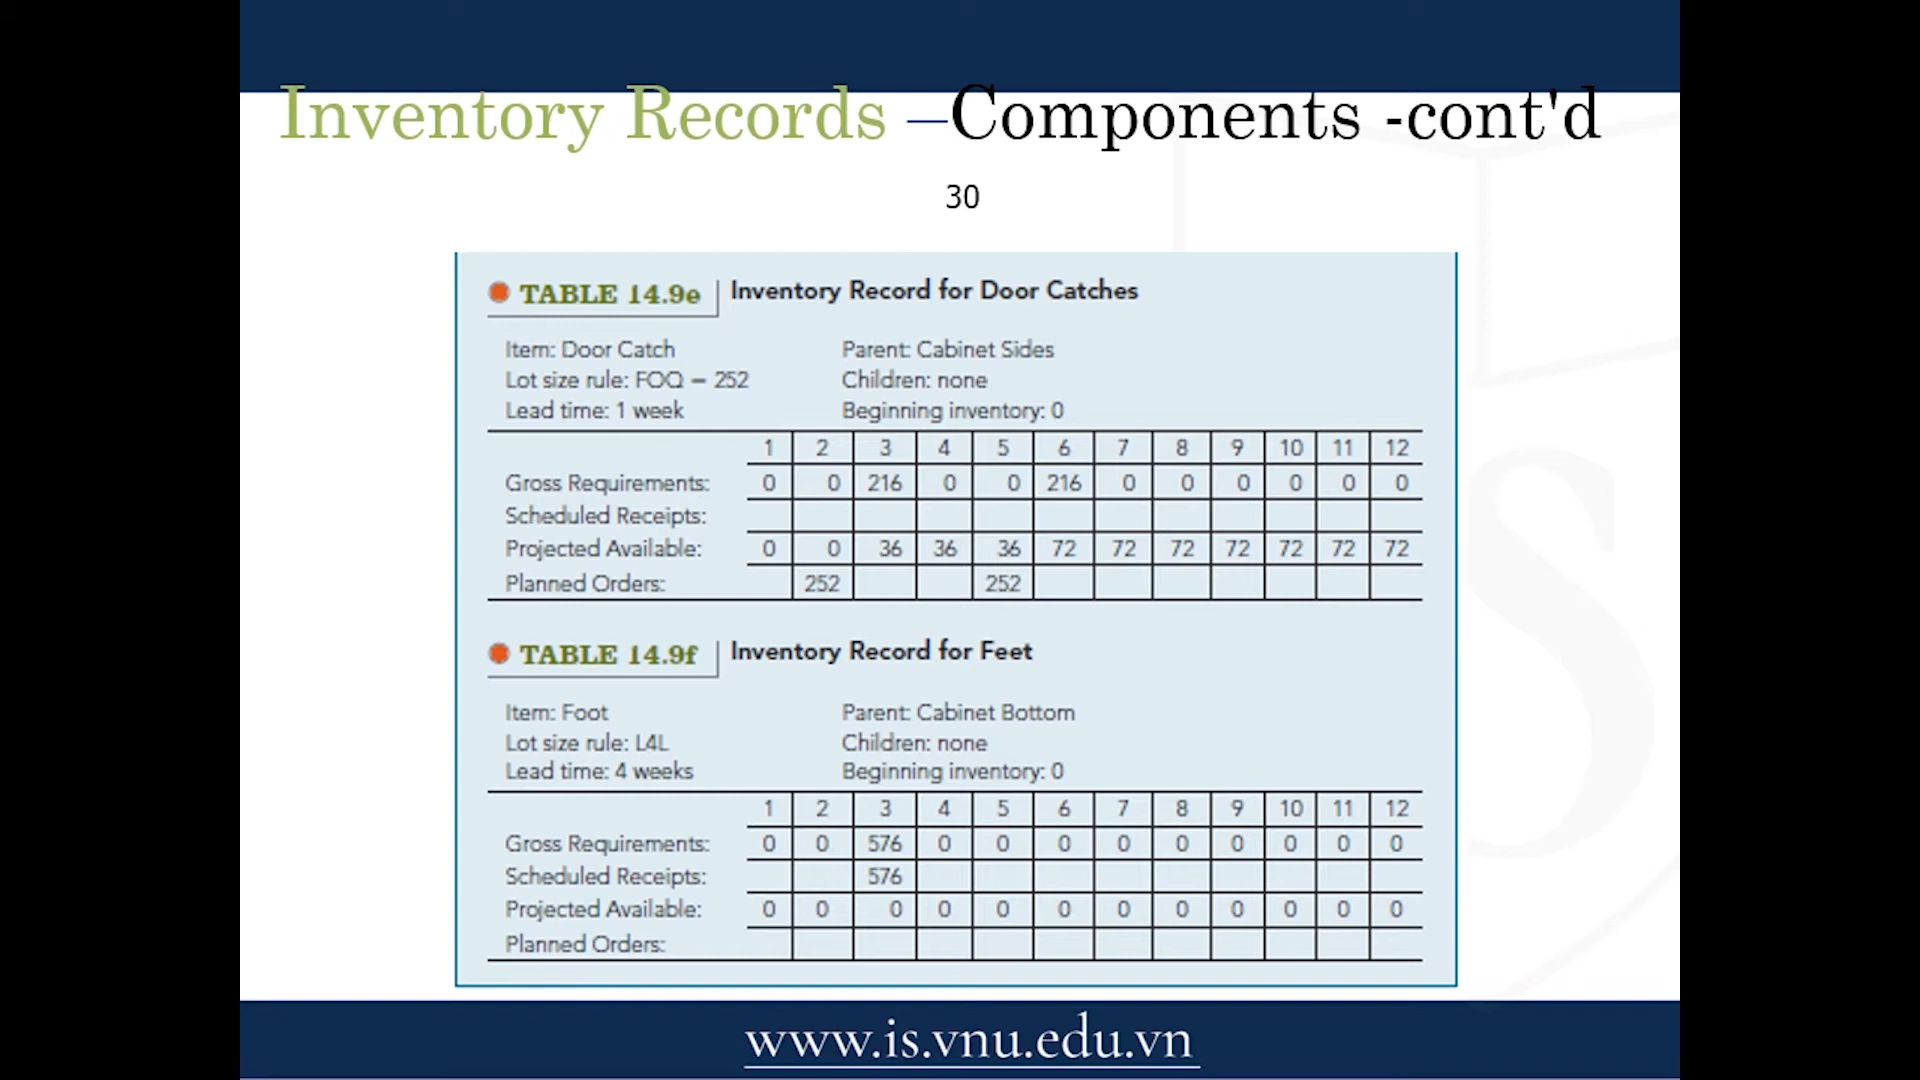 Inventory Records –Components -cont'd
30
TABLE 14.9e Inventory Record for Door Catches
Item: Door Catch Parent: Cabinet Sides
Lot size rule: FOQ = 252 Children: none
Lead time: 1 week Beginning inventory: 0
1 2 3 4 5 6 7 8 9 10 11 12
Gross Requirements: 0 0 216 0 0 216 0 0 0 0 0 0
Scheduled Receipts:
Projected Available: 0 0 36 36 36 72 72 72 72 72 72 72
Planned Orders: 252 252
TABLE 14.9f Inventory Record for Feet
Item: Foot Parent: Cabinet Bottom
Lot size rule: L4L Children: none
Lead time: 4 weeks Beginning inventory: 0
1 2 3 4 5 6 7 8 9 10 11 12
Gross Requirements: 0 0 576 0 0 0 0 0 0 0 0 0
Scheduled Receipts: 576
Projected Available: 0 0 0 0 0 0 0 0 0 0 0 0
Planned Orders:
www.is.vnu.edu.vn